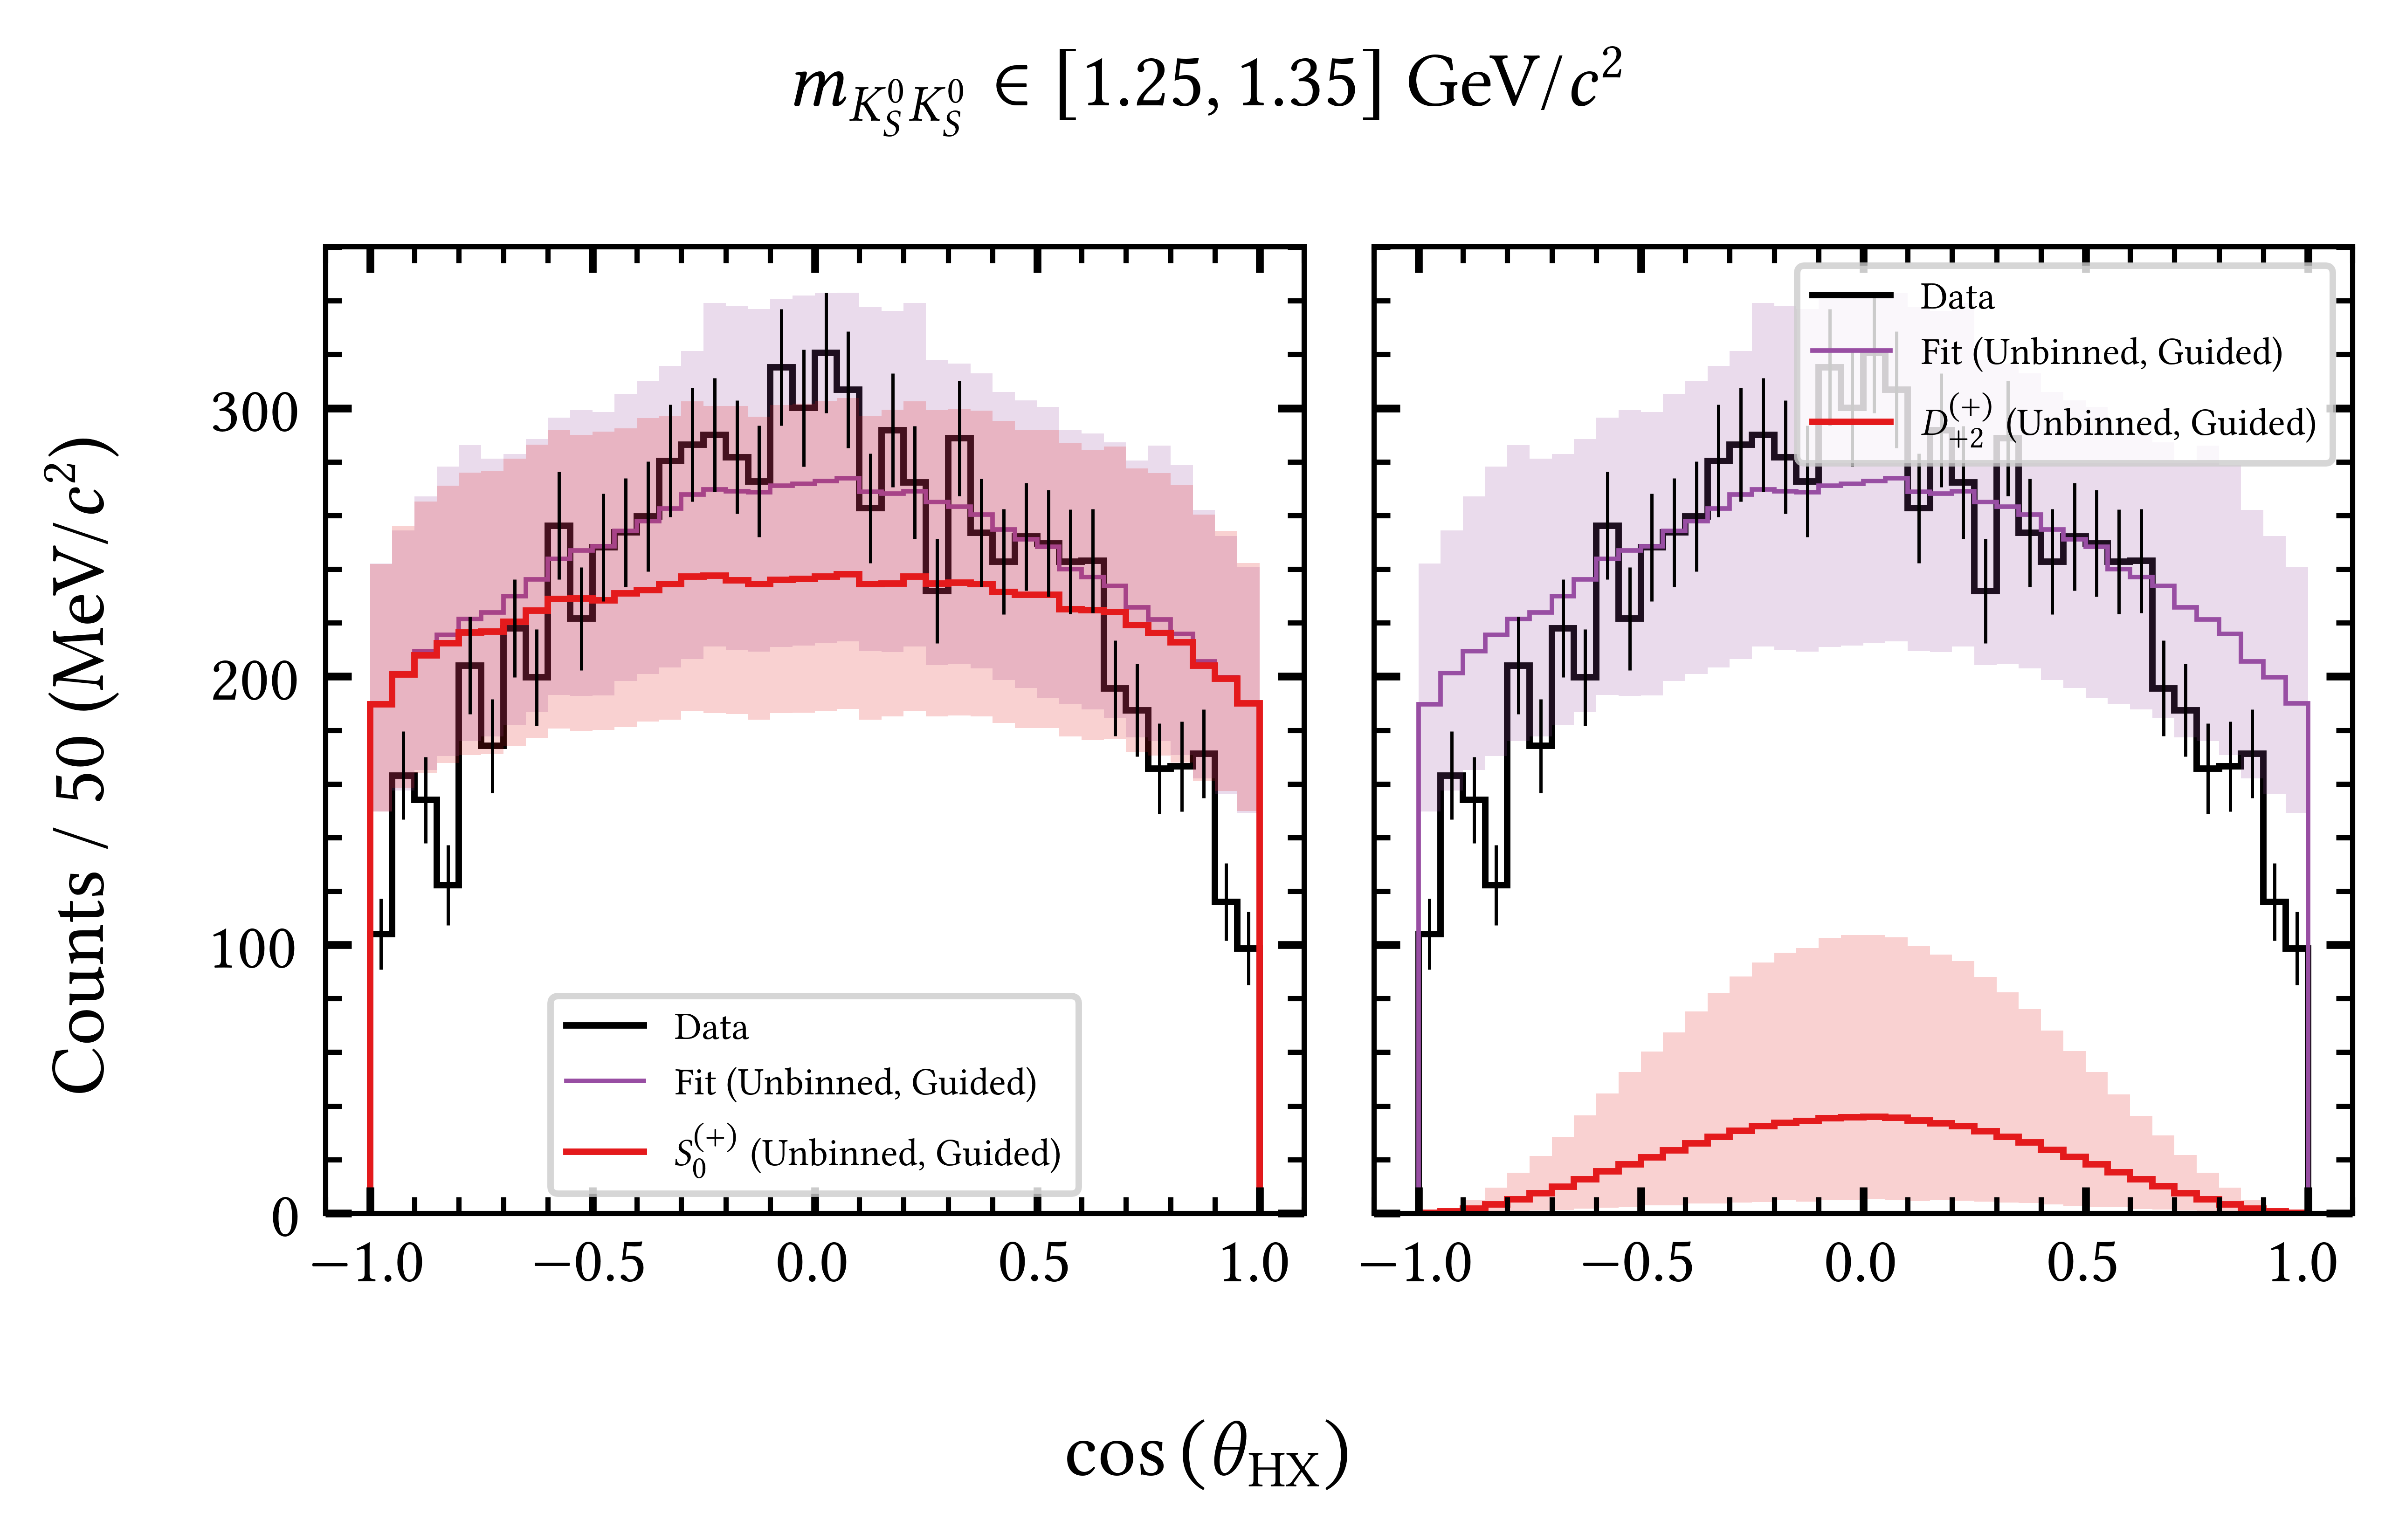 m_{K_S^0 K_S^0} ∈ [1.25, 1.35] GeV/c²
Counts / 50 (MeV/c²)
300
200
100
0
Data
Fit (Unbinned, Guided)
S_0^{(+)} (Unbinned, Guided)
−1.0 −0.5 0.0 0.5 1.0
Data
Fit (Unbinned, Guided)
D_{+2}^{(+)} (Unbinned, Guided)
−1.0 −0.5 0.0 0.5 1.0
cos (θ_{HX})